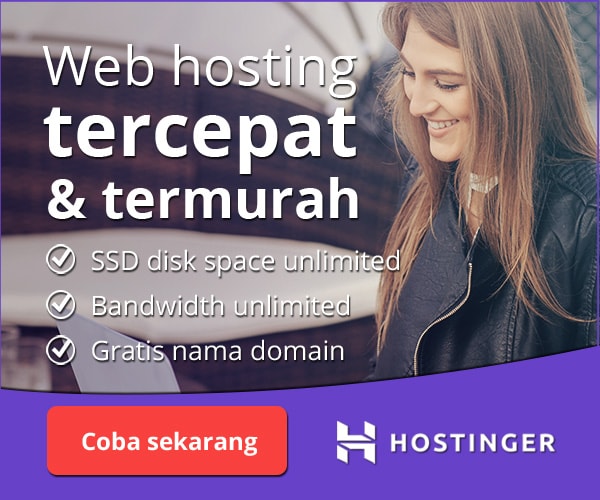 Web hosting
tercepat
& termurah
SSD disk space unlimited
Bandwidth unlimited
Gratis nama domain
Coba sekarang
HOSTINGER